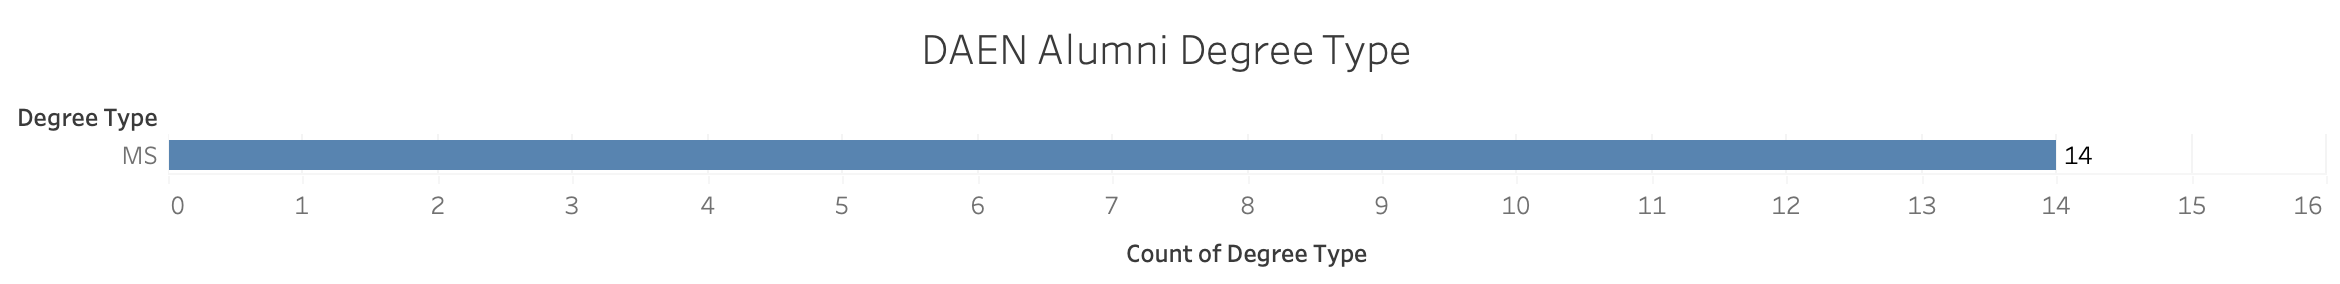 DAEN Alumni Degree Type
Degree Type
MS 14
0 1 2 3 4 5 6 7 8 9 10 11 12 13 14 15 16
Count of Degree Type